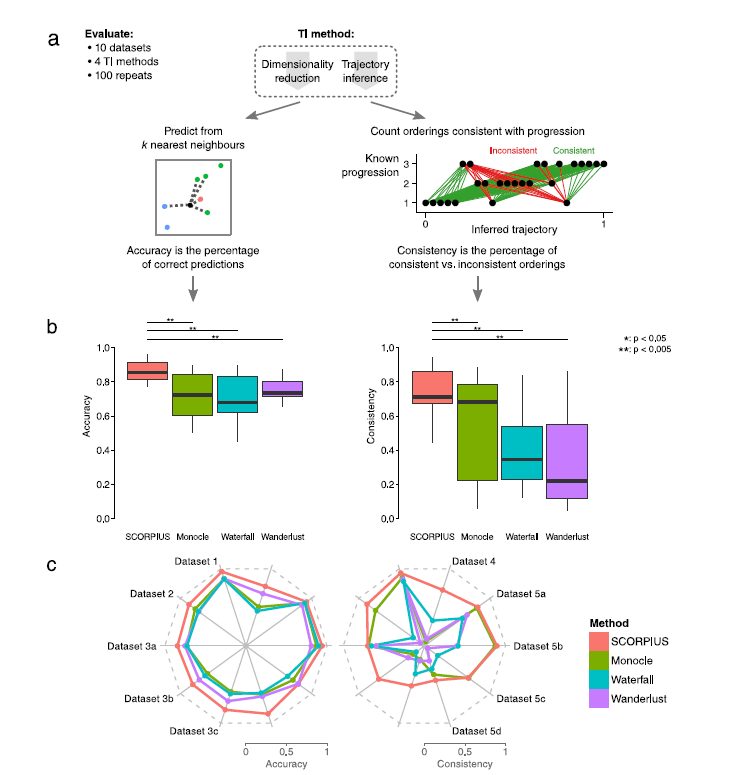 a
Evaluate:
• 10 datasets
• 4 TI methods
• 100 repeats
TI method:
Dimensionality
reduction
Trajectory
inference
Predict from
k nearest neighbours
Count orderings consistent with progression
Inconsistent
Consistent
Known
progression
3
2
1
0
1
Inferred trajectory
Accuracy is the percentage
of correct predictions
Consistency is the percentage of
consistent vs. inconsistent orderings
b
**
**
**
1.0
0.8
0.6
0.4
0.2
0.0
Accuracy
SCORPIUS
Monocle
Waterfall
Wanderlust
**
**
**
1.0
0.8
0.6
0.4
0.2
0.0
Consistency
SCORPIUS
Monocle
Waterfall
Wanderlust
*: p < 0.05
**: p < 0.005
c
Dataset 1
Dataset 2
Dataset 3a
Dataset 3b
Dataset 3c
Dataset 4
Dataset 5a
Dataset 5b
Dataset 5c
Dataset 5d
0 0.5 1
Accuracy
0 0.5 1
Consistency
Method
SCORPIUS
Monocle
Waterfall
Wanderlust